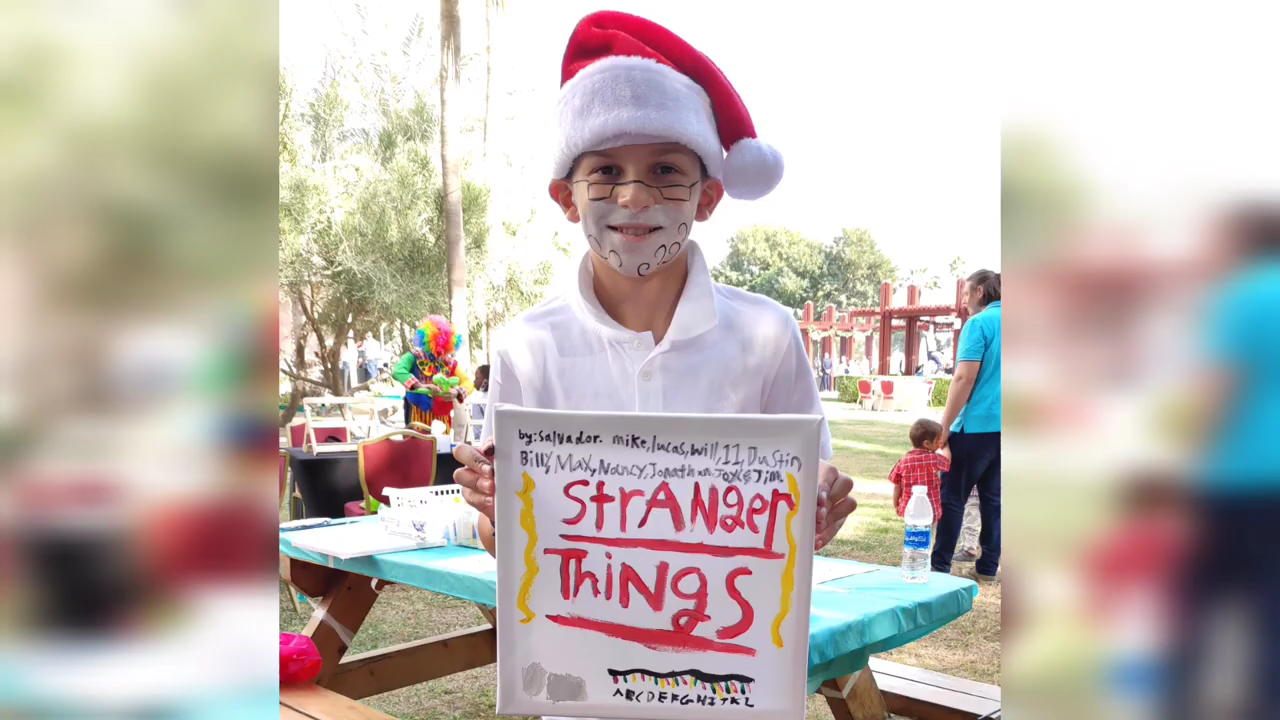 by: salvador. mike, lucas, will, 11, Dustin
Billy, Max, Nancy, Jonathan, Joyce, Jim.
StrANger
ThiNgs
ABCDEFGHIJKL